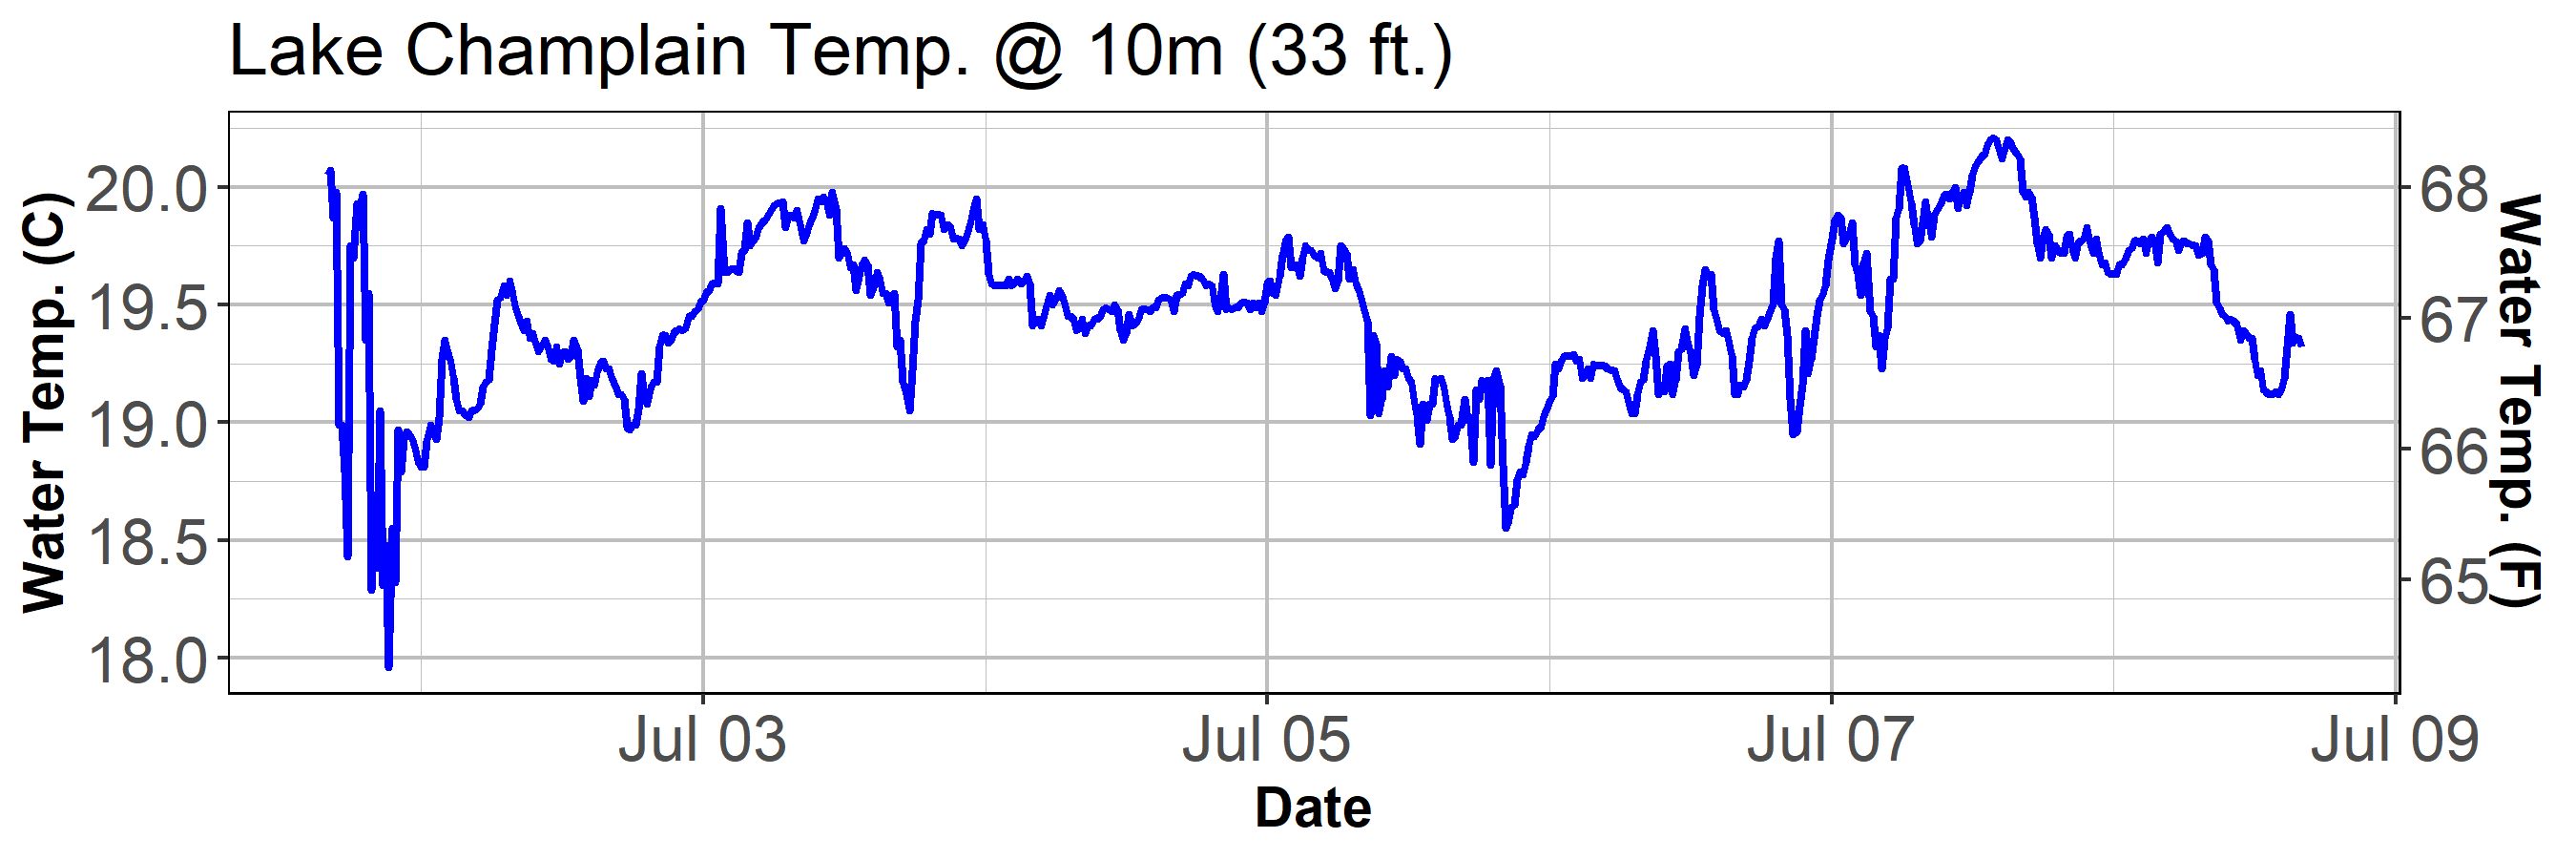 Lake Champlain Temp. @ 10m (33 ft.)
Water Temp. (C)
20.0
19.5
19.0
18.5
18.0
68
67
66
65
Water Temp. (F)
Jul 03
Jul 05
Jul 07
Jul 09
Date